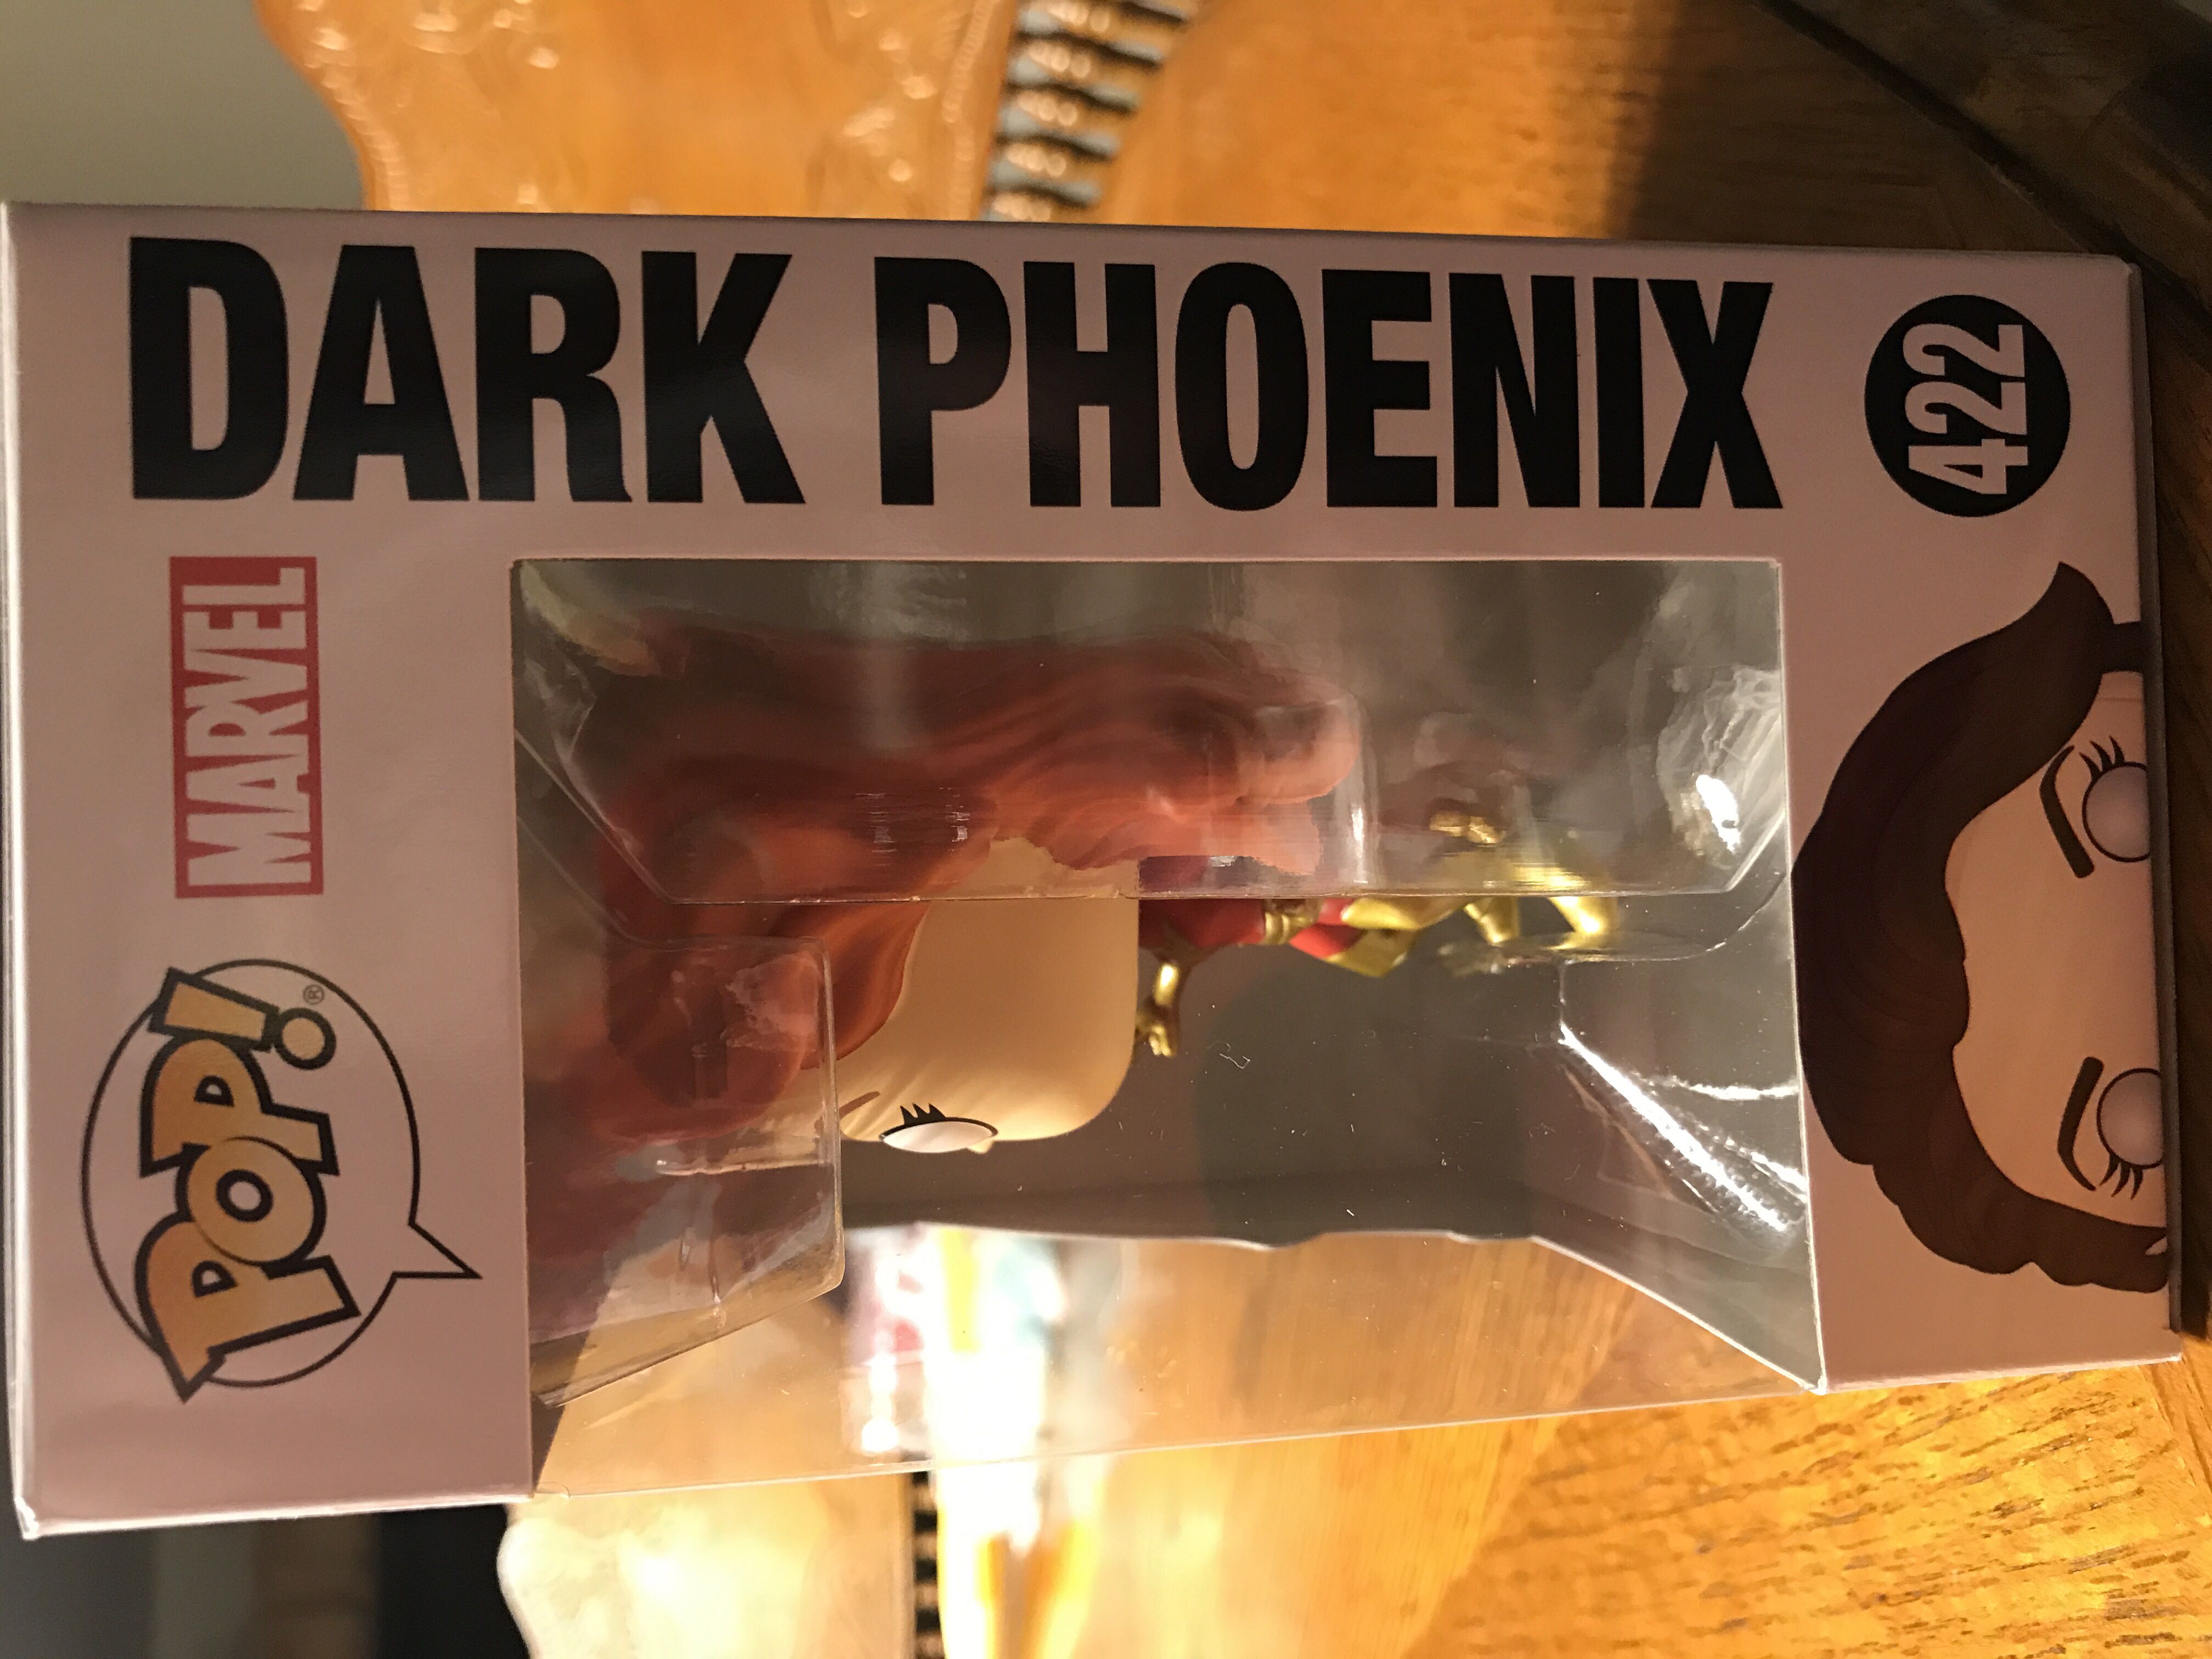 POP!®
MARVEL
DARK PHOENIX
422